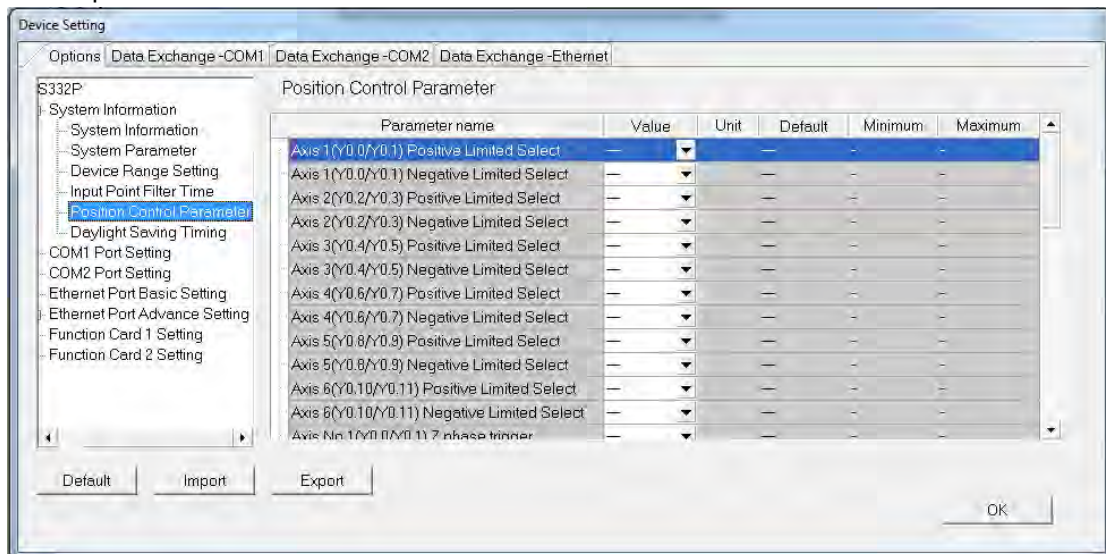 Device Setting
Options Data Exchange -COM1 Data Exchange -COM2 Data Exchange -Ethernet
S332P
System Information
System Information
System Parameter
Device Range Setting
Input Point Filter Time
Position Control Parameter
Daylight Saving Timing
COM1 Port Setting
COM2 Port Setting
Ethernet Port Basic Setting
Ethernet Port Advance Setting
Function Card 1 Setting
Function Card 2 Setting
Position Control Parameter
Parameter name Value Unit Default Minimum Maximum
Axis 1(Y0.0/Y0.1) Positive Limited Select — — - -
Axis 1(Y0.0/Y0.1) Negative Limited Select — — - -
Axis 2(Y0.2/Y0.3) Positive Limited Select — — - -
Axis 2(Y0.2/Y0.3) Negative Limited Select — — - -
Axis 3(Y0.4/Y0.5) Positive Limited Select — — - -
Axis 3(Y0.4/Y0.5) Negative Limited Select — — - -
Axis 4(Y0.6/Y0.7) Positive Limited Select — — - -
Axis 4(Y0.6/Y0.7) Negative Limited Select — — - -
Axis 5(Y0.8/Y0.9) Positive Limited Select — — - -
Axis 5(Y0.8/Y0.9) Negative Limited Select — — - -
Axis 6(Y0.10/Y0.11) Positive Limited Select — — - -
Axis 6(Y0.10/Y0.11) Negative Limited Select — — - -
Axis No.1(Y0.0/Y0.1) Z phase trigger — — - -
Default Import Export
OK